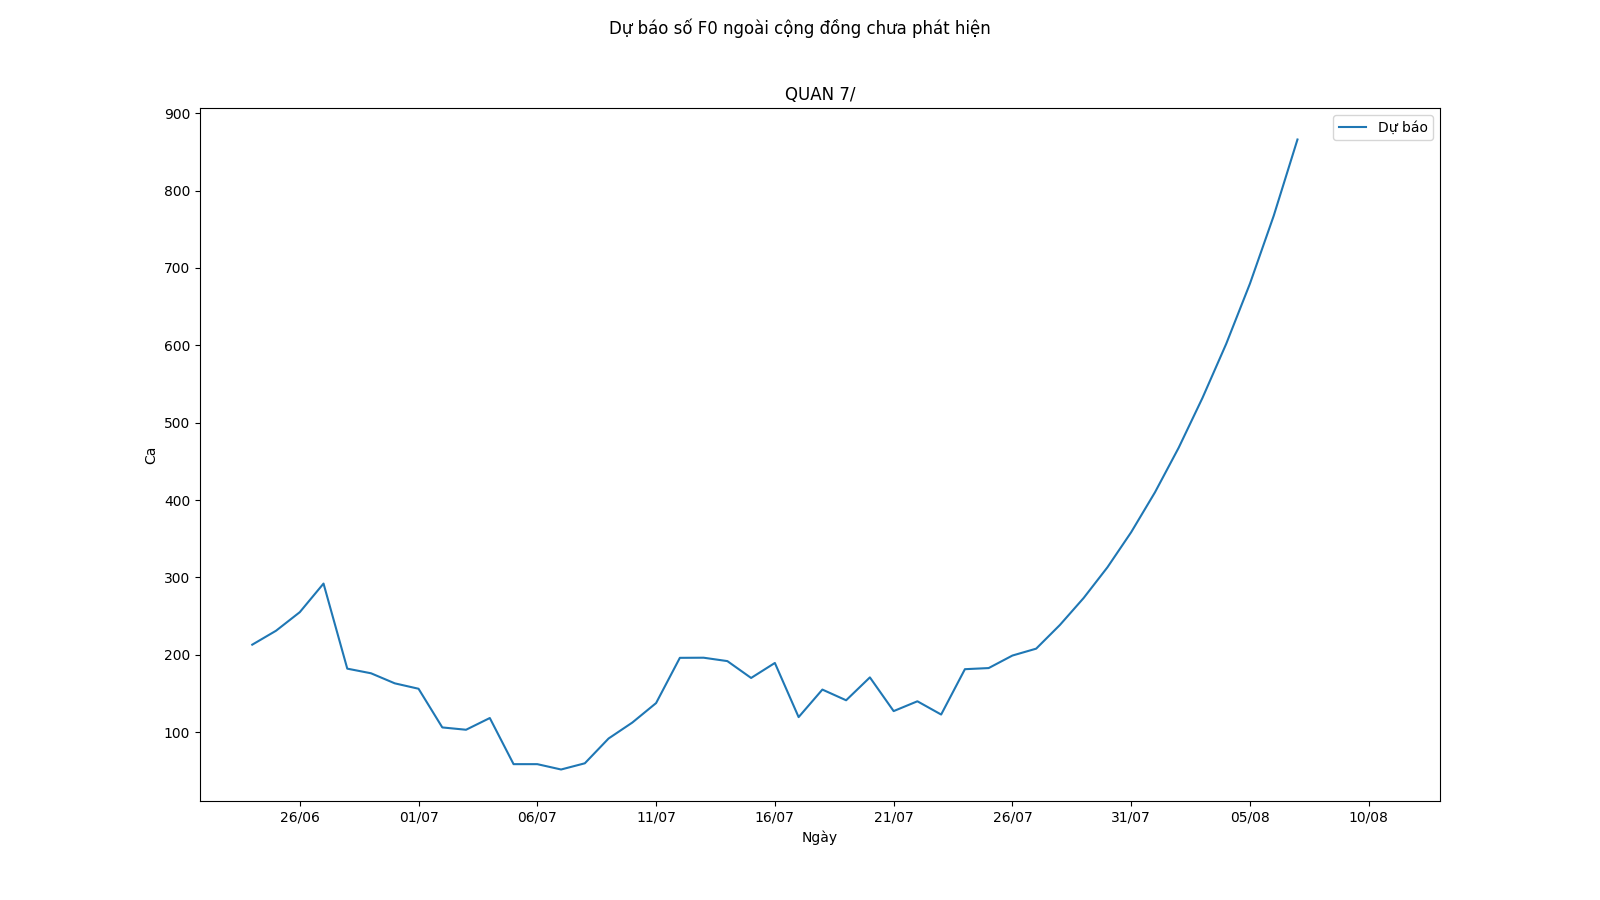 Dự báo số F0 ngoài cộng đồng chưa phát hiện
QUAN 7/
Dự báo
900
800
700
600
500
400
300
200
100
Ca
26/06 01/07 06/07 11/07 16/07 21/07 26/07 31/07 05/08 10/08
Ngày